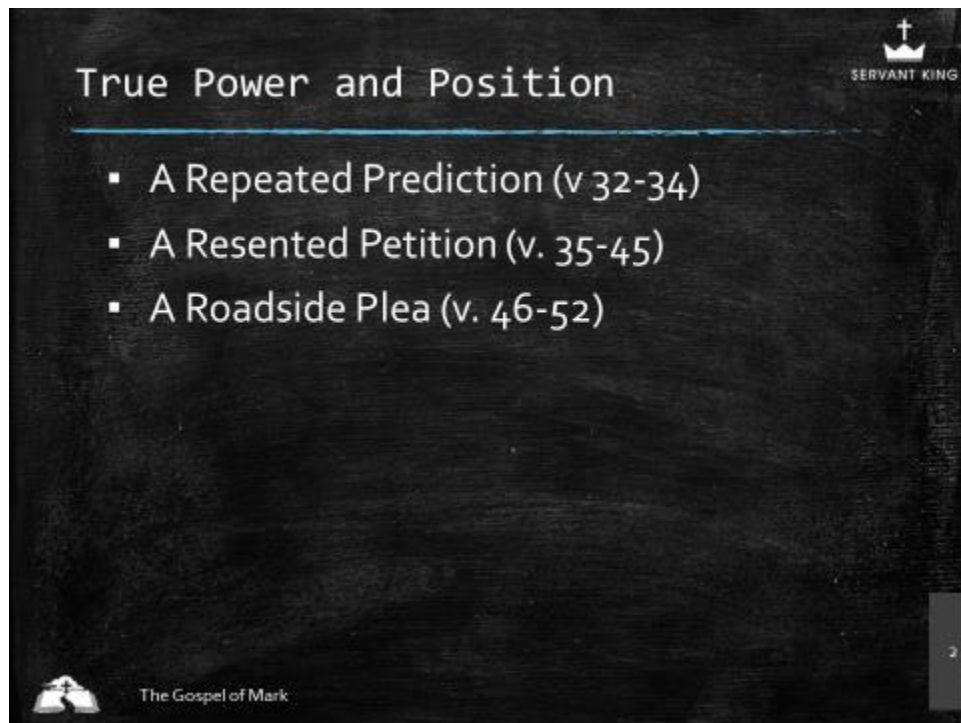 SERVANT KING
True Power and Position
▪ A Repeated Prediction (v 32-34)
▪ A Resented Petition (v. 35-45)
▪ A Roadside Plea (v. 46-52)
2
The Gospel of Mark